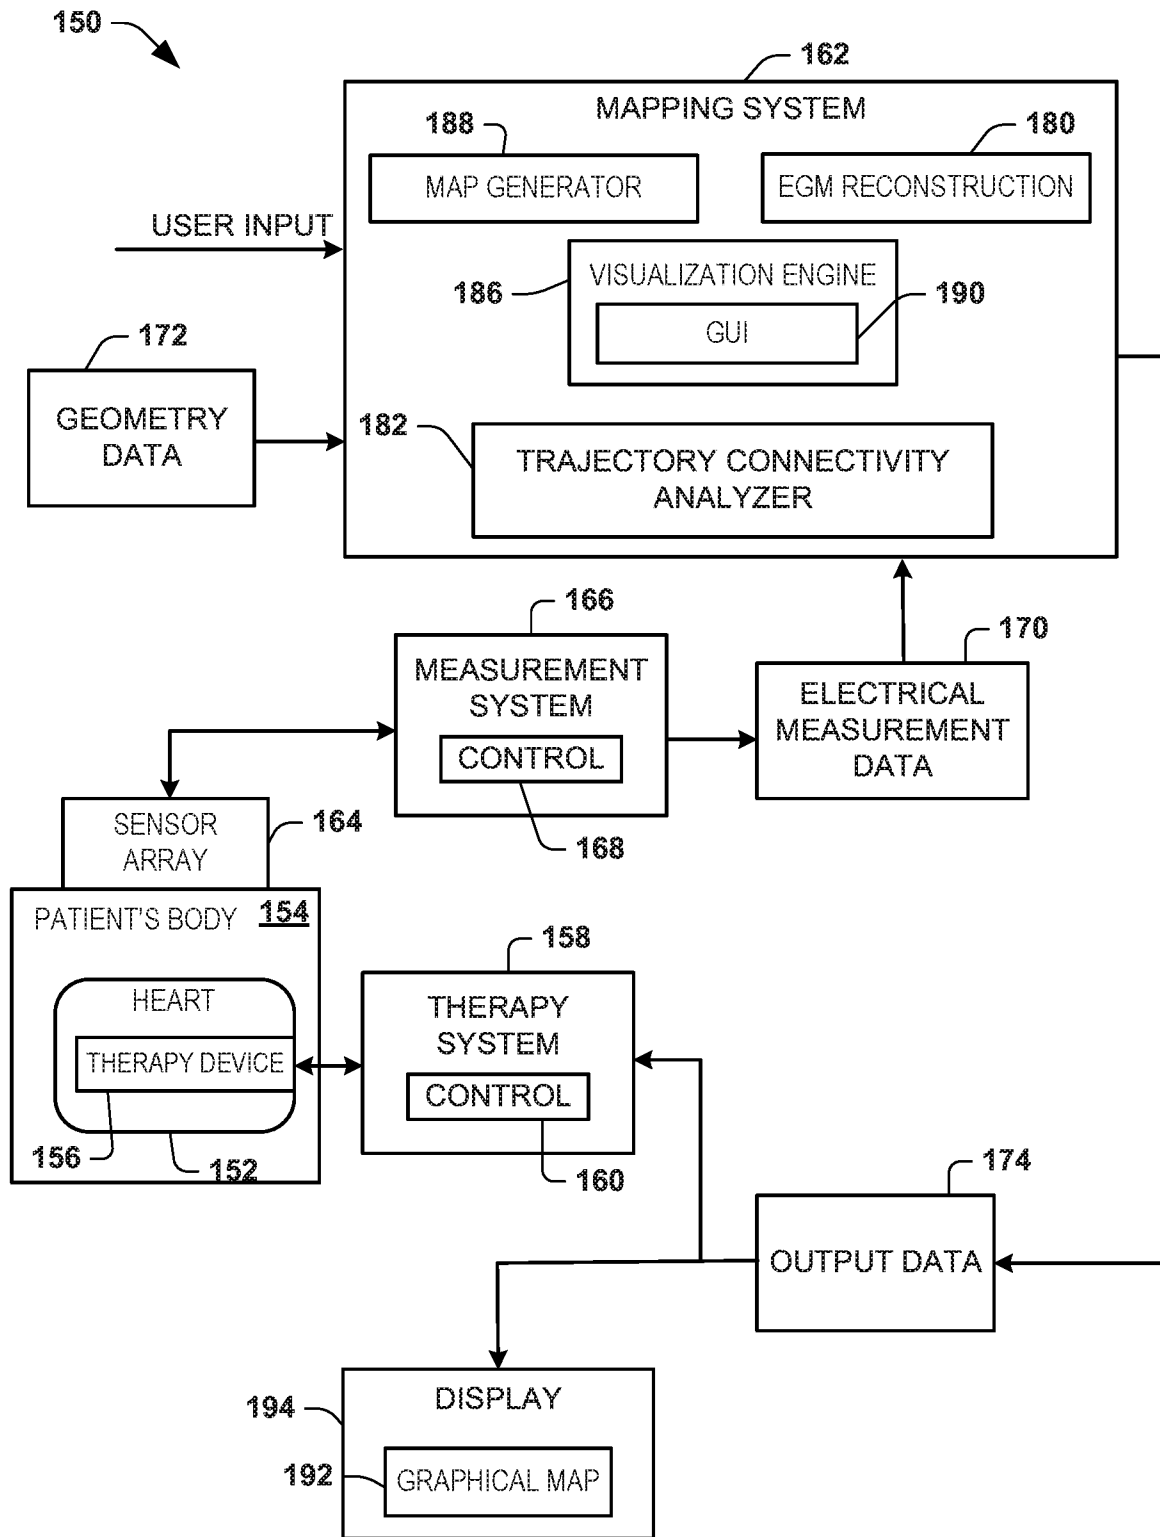 150
162
MAPPING SYSTEM
188
180
MAP GENERATOR
EGM RECONSTRUCTION
USER INPUT
186
VISUALIZATION ENGINE
190
GUI
172
GEOMETRY
DATA
182
TRAJECTORY CONNECTIVITY
ANALYZER
166
170
MEASUREMENT
SYSTEM
CONTROL
168
ELECTRICAL
MEASUREMENT
DATA
SENSOR
ARRAY
164
PATIENT'S BODY
154
HEART
THERAPY DEVICE
156
152
158
THERAPY
SYSTEM
CONTROL
160
174
OUTPUT DATA
DISPLAY
194
192
GRAPHICAL MAP